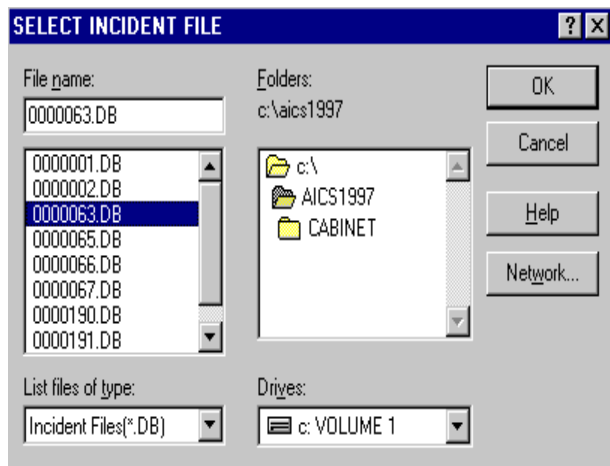 SELECT INCIDENT FILE
File name:
0000063.DB
0000001.DB
0000002.DB
0000063.DB
0000065.DB
0000066.DB
0000067.DB
0000190.DB
0000191.DB
List files of type:
Incident Files(*.DB)
Folders:
c:\aics1997
c:\
AICS1997
CABINET
Drives:
c: VOLUME 1
OK
Cancel
Help
Network...